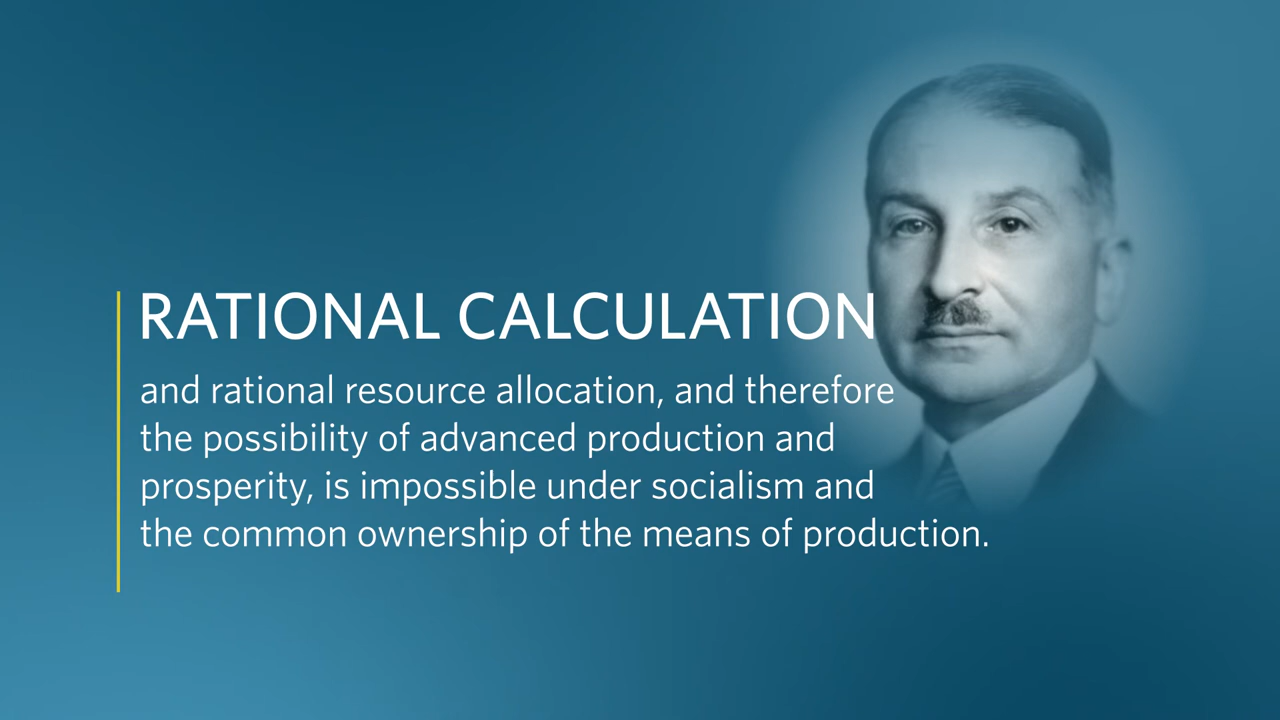 RATIONAL CALCULATION
and rational resource allocation, and therefore
the possibility of advanced production and
prosperity, is impossible under socialism and
the common ownership of the means of production.